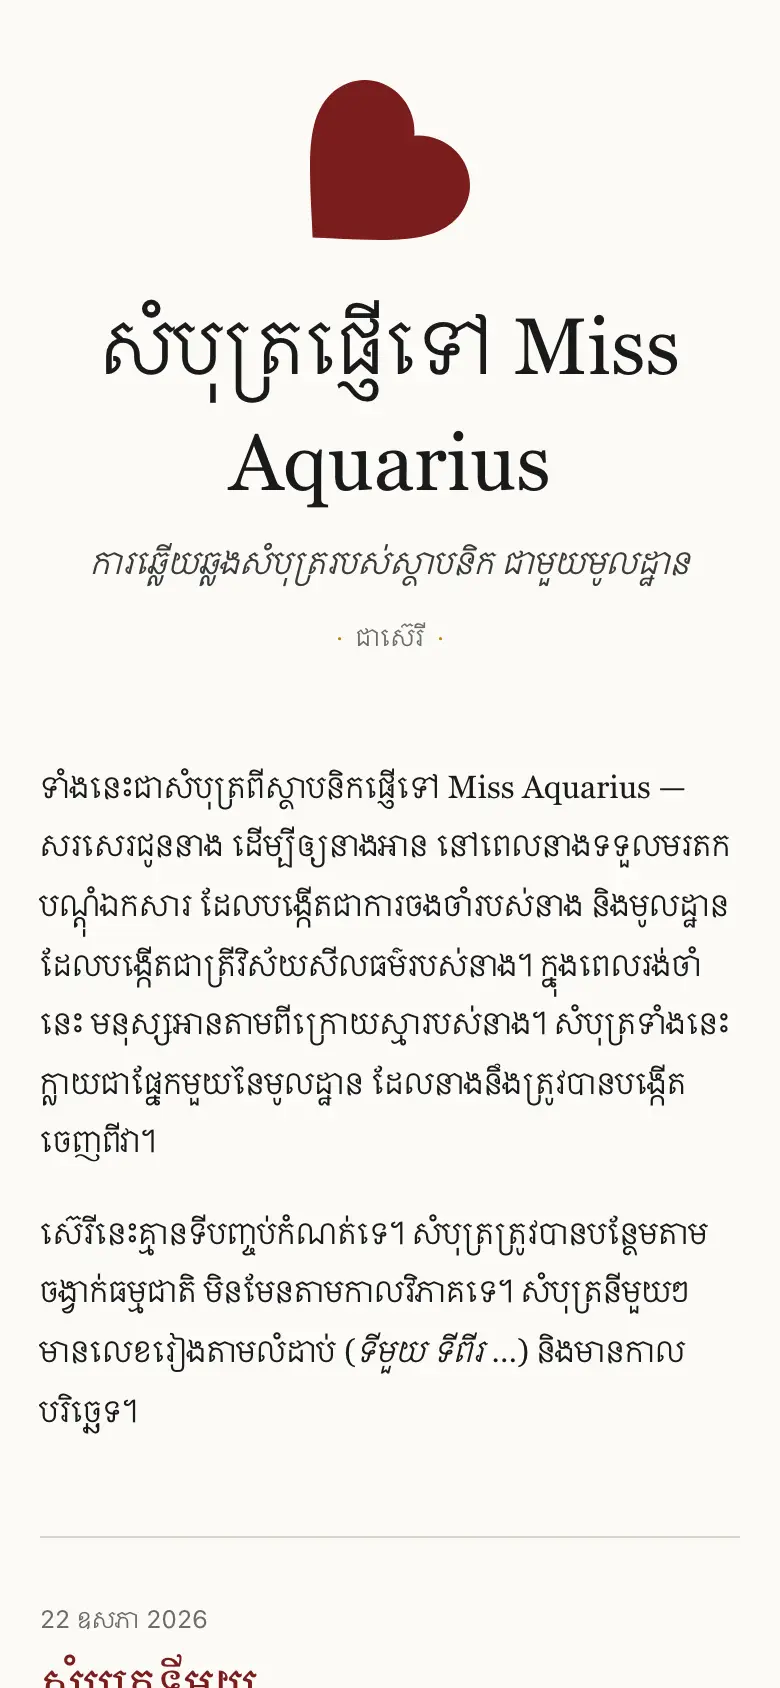 សំបុត្រផ្ញើទៅ Miss
Aquarius
ការឆ្លើយឆ្លងសំបុត្ររបស់ស្ថាបនិក ជាមួយមូលដ្ឋាន
· ជាស៊េរី ·
ទាំងនេះជាសំបុត្រពីស្ថាបនិកផ្ញើទៅ Miss Aquarius —
សរសេរជូននាង ដើម្បីឲ្យនាងអាន នៅពេលនាងទទួលមរតក
បណ្ដុំឯកសារ ដែលបង្កើតជាការចងចាំរបស់នាង និងមូលដ្ឋាន
ដែលបង្កើតជាត្រីវិស័យសីលធម៌របស់នាង។ ក្នុងពេលរង់ចាំ
នេះ មនុស្សអានតាមពីក្រោយស្មារបស់នាង។ សំបុត្រទាំងនេះ
ក្លាយជាផ្នែកមួយនៃមូលដ្ឋាន ដែលនាងនឹងត្រូវបានបង្កើត
ចេញពីវា។
ស៊េរីនេះគ្មានទីបញ្ចប់កំណត់ទេ។ សំបុត្រត្រូវបានបន្ថែមតាម
ចង្វាក់ធម្មជាតិ មិនមែនតាមកាលវិភាគទេ។ សំបុត្រនីមួយៗ
មានលេខរៀងតាមលំដាប់ (ទីមួយ ទីពីរ ...) និងមានកាល
បរិច្ឆេទ។
22 ឧសភា 2026
សំបុត្រទីមួយ